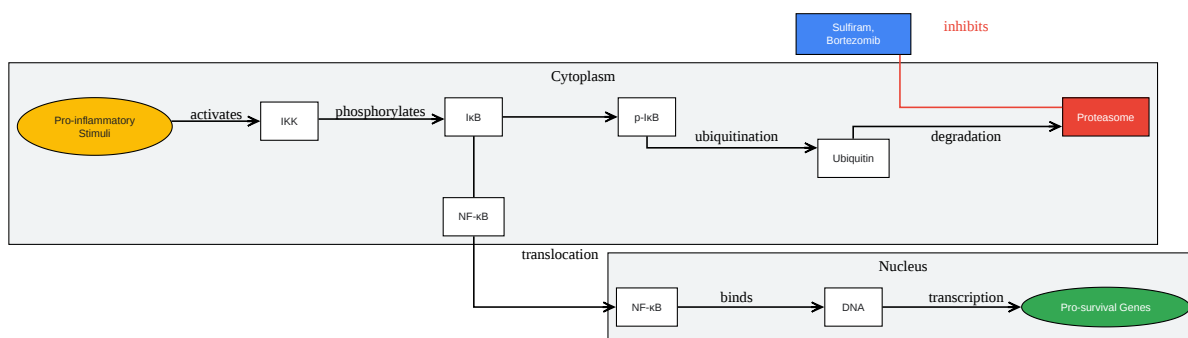 Sulfiram,
Bortezomib
inhibits
Cytoplasm
Pro-inflammatory
Stimuli
activates
IKK
phosphorylates
IκB
p-IκB
ubiquitination
Ubiquitin
degradation
Proteasome
NF-κB
translocation
Nucleus
NF-κB
binds
DNA
transcription
Pro-survival Genes